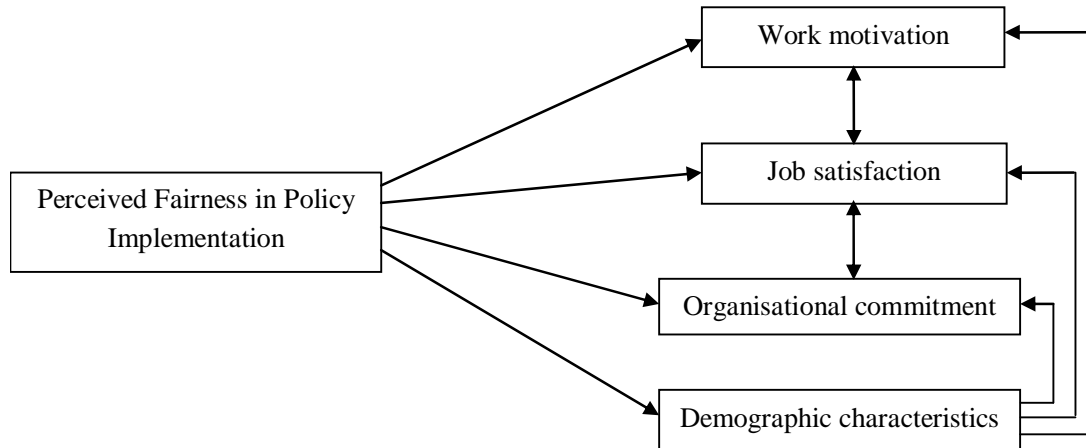 Work motivation
Job satisfaction
Perceived Fairness in Policy
Implementation
Organisational commitment
Demographic characteristics